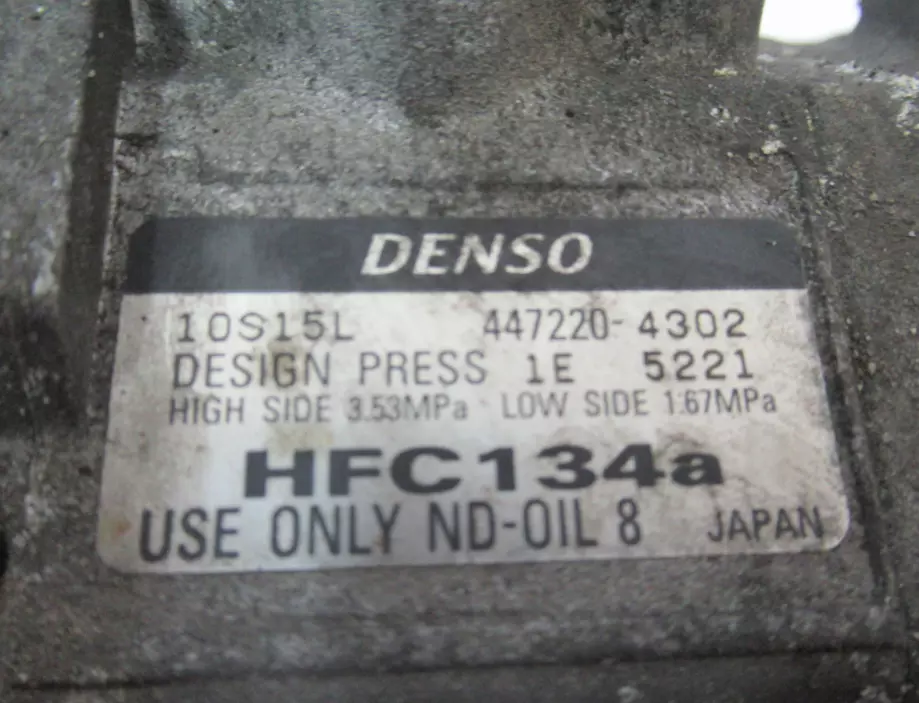 DENSO
10S15L 447220-4302
DESIGN PRESS 1E 5221
HIGH SIDE 3.53MPa LOW SIDE 1.67MPa
HFC134a
USE ONLY ND-OIL 8 JAPAN